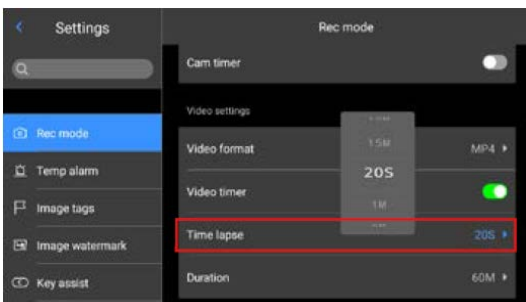 Settings
Rec mode
Cam timer
Rec mode
Temp alarm
Image tags
Image watermark
Key assist
Video settings
Video format MP4
1.5M
20S
1M
Video timer
Time lapse 20S
Duration 60M